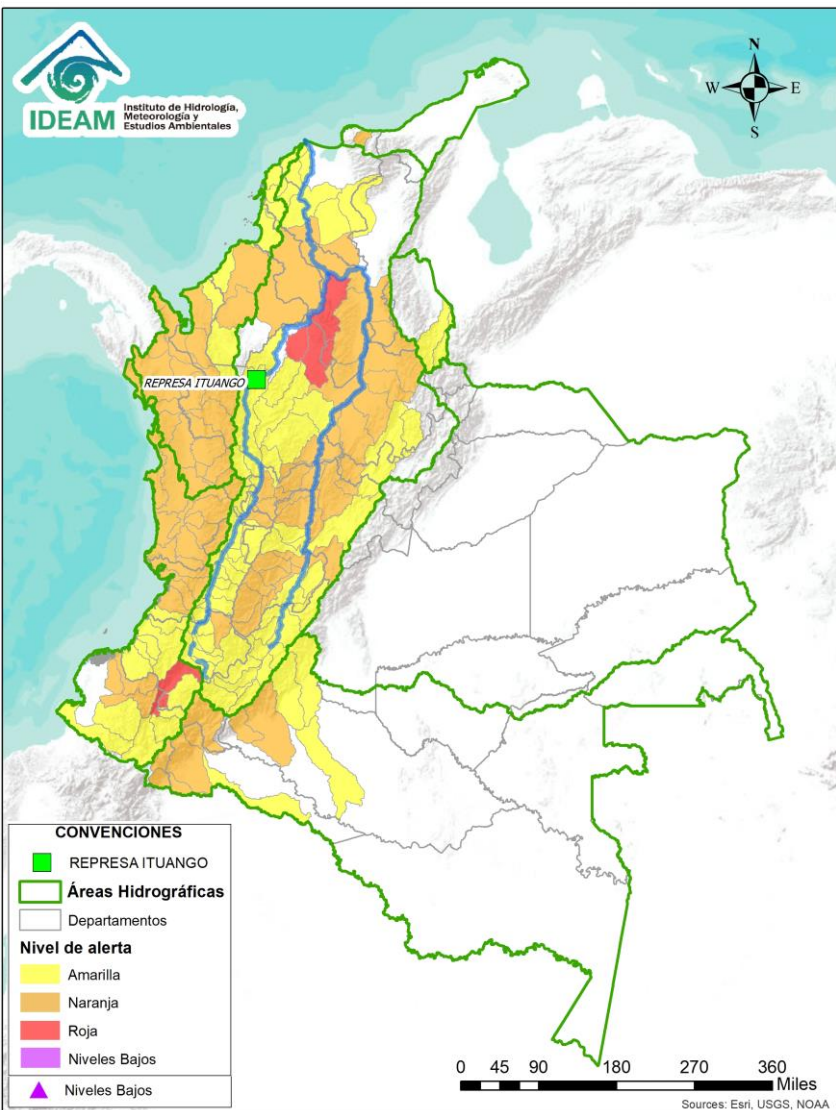 IDEAM
Instituto de Hidrología,
Meteorología y
Estudios Ambientales
N
W
E
S
REPRESA ITUANGO
CONVENCIONES
REPRESA ITUANGO
Áreas Hidrográficas
Departamentos
Nivel de alerta
Amarilla
Naranja
Roja
Niveles Bajos
Niveles Bajos
0 45 90 180 270 360
Miles
Sources: Esri, USGS, NOAA